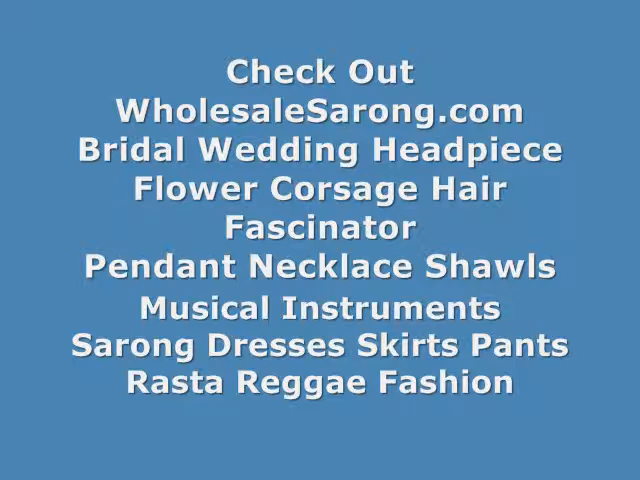 Check Out
WholesaleSarong.com
Bridal Wedding Headpiece
Flower Corsage Hair
Fascinator
Pendant Necklace Shawls
Musical Instruments
Sarong Dresses Skirts Pants
Rasta Reggae Fashion